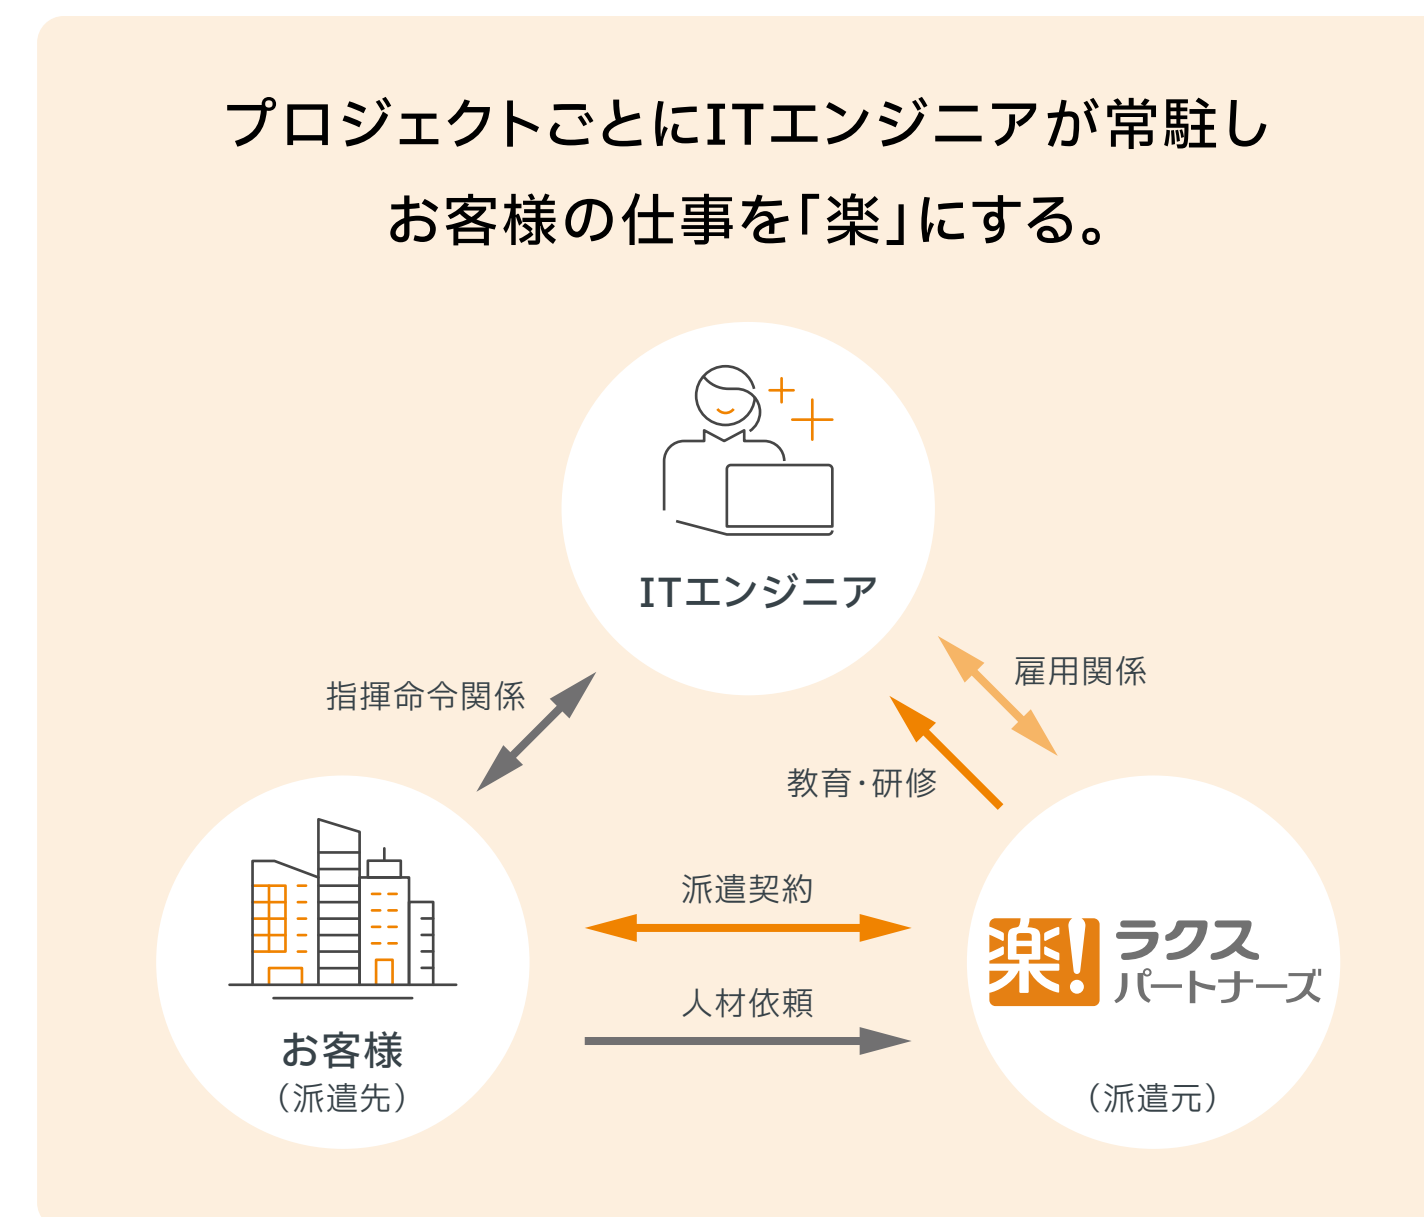 プロジェクトごとにITエンジニアが常駐し
お客様の仕事を「楽」にする。
ITエンジニア
指揮命令関係
雇用関係
教育・研修
派遣契約
人材依頼
お客様
（派遣先）
楽！
ラクス
パートナーズ
（派遣元）